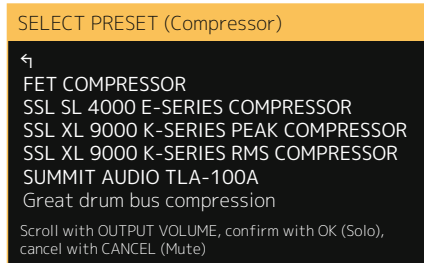 SELECT PRESET (Compressor)
FET COMPRESSOR
SSL SL 4000 E-SERIES COMPRESSOR
SSL XL 9000 K-SERIES PEAK COMPRESSOR
SSL XL 9000 K-SERIES RMS COMPRESSOR
SUMMIT AUDIO TLA-100A
Great drum bus compression
Scroll with OUTPUT VOLUME, confirm with OK (Solo),
cancel with CANCEL (Mute)